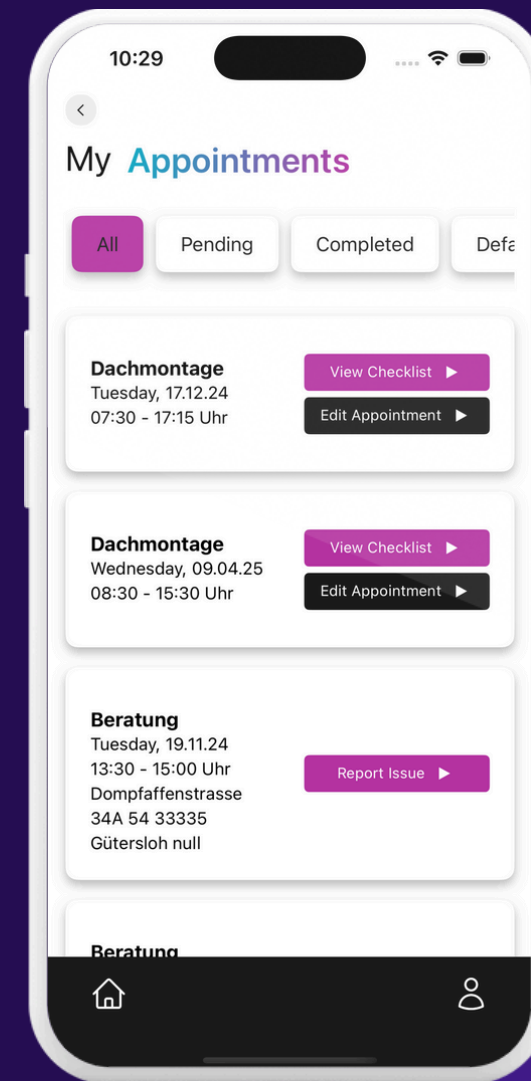 10:29
My Appointments
All Pending Completed Defa
Dachmontage
Tuesday, 17.12.24
07:30 - 17:15 Uhr
View Checklist
Edit Appointment
Dachmontage
Wednesday, 09.04.25
08:30 - 15:30 Uhr
View Checklist
Edit Appointment
Beratung
Tuesday, 19.11.24
13:30 - 15:00 Uhr
Dompfaffenstrasse
34A 54 33335
Gütersloh null
Report Issue
Beratung